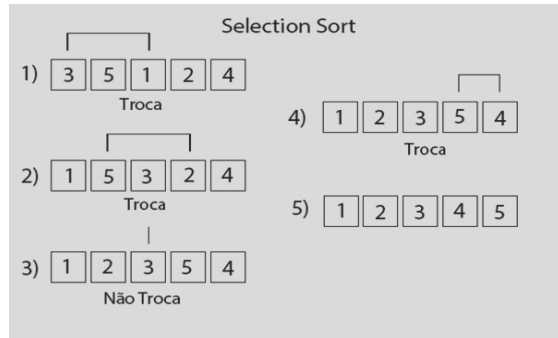 Selection Sort
1) 3 5 1 2 4
Troca
2) 1 5 3 2 4
Troca
3) 1 2 3 5 4
Não Troca
4) 1 2 3 5 4
Troca
5) 1 2 3 4 5